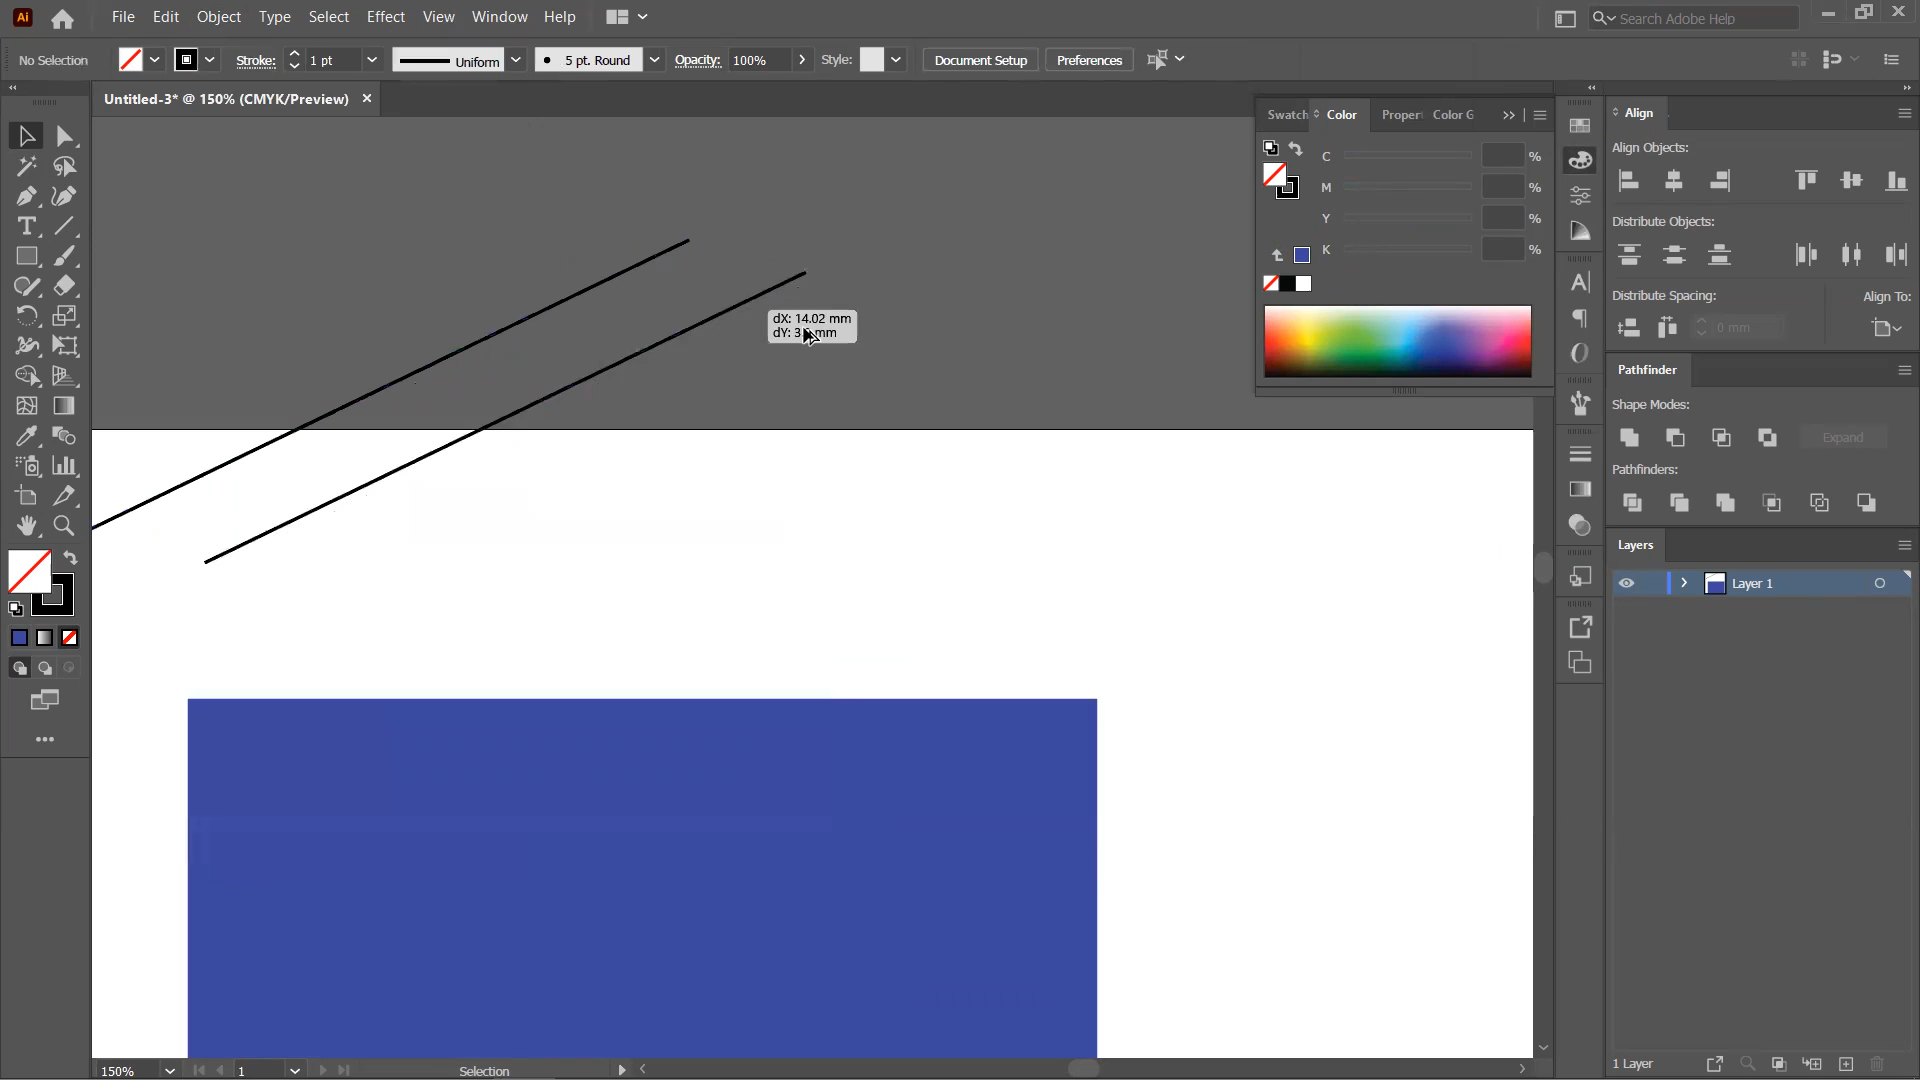 Ai File Edit Object Type Select Effect View Window Help Search Adobe Help
No Selection Stroke: 1 pt Uniform 5 pt. Round Opacity: 100% Style: Document Setup Preferences
Untitled-3* @ 150% (CMYK/Preview)
Swatch Color Proper Color G
C %
M %
Y %
K %
dX: 14.02 mm
dY: mm
Align
Align Objects:
Distribute Objects:
Distribute Spacing: Align To:
0 mm
Pathfinder
Shape Modes:
Expand
Pathfinders:
Layers
Layer 1
1 Layer
150% 1 Selection